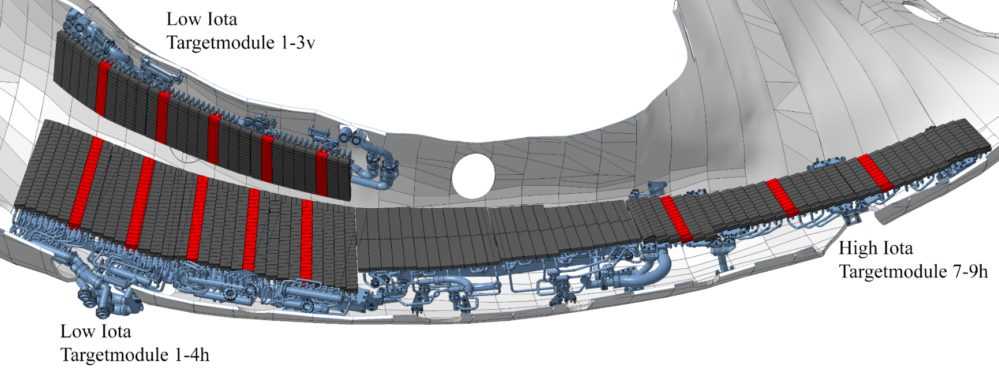 Low Iota
Targetmodule 1-3v
High Iota
Targetmodule 7-9h
Low Iota
Targetmodule 1-4h